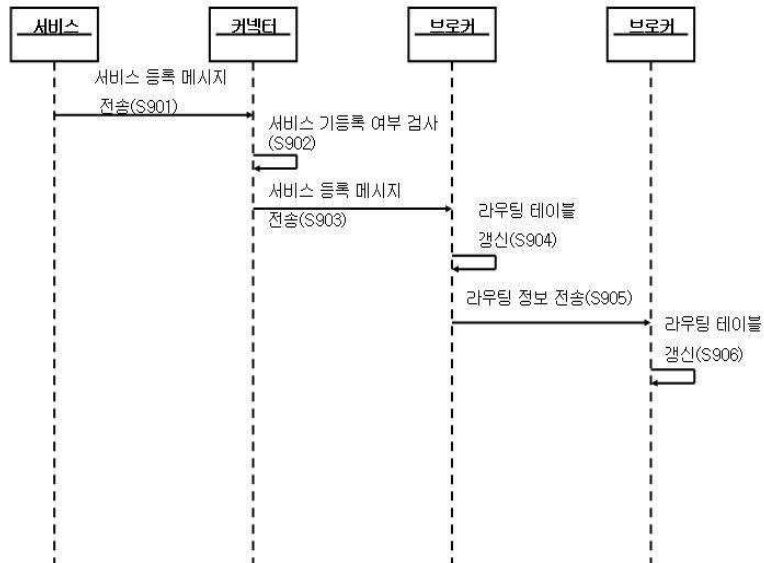 서비스
커넥터
브로커
브로커
서비스 등록 메시지
전송(S901)
서비스 기등록 여부 검사
(S902)
서비스 등록 메시지
전송(S903)
라우팅 테이블
갱신(S904)
라우팅 정보 전송(S905)
라우팅 테이블
갱신(S906)